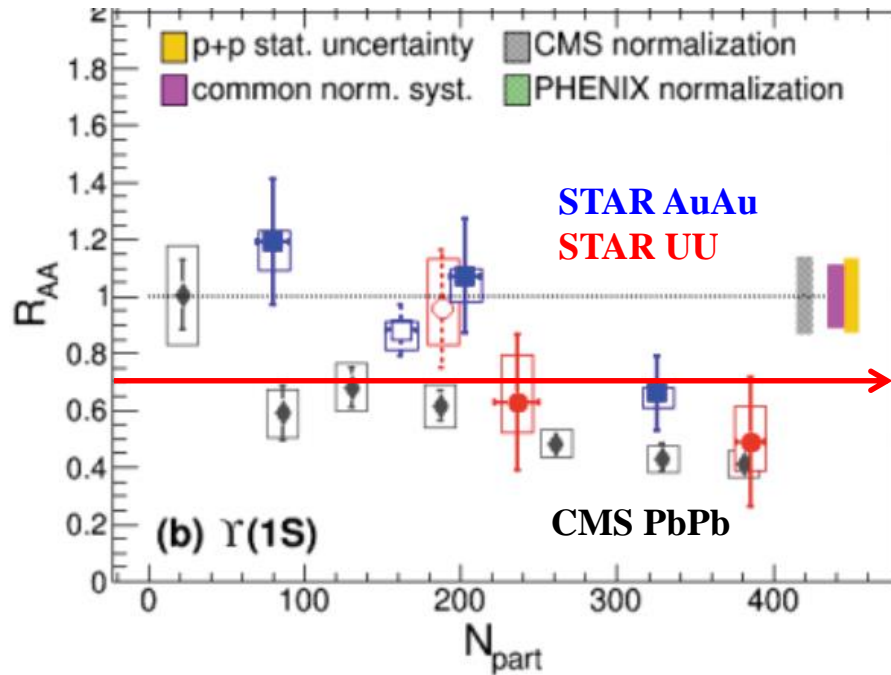 2
p+p stat. uncertainty
CMS normalization
1.8
common norm. syst.
PHENIX normalization
1.6
1.4
STAR AuAu
1.2
STAR UU
1
R_AA
0.8
0.6
0.4
CMS PbPb
0.2
(b) ϒ(1S)
0
0 100 200 300 400
N_part